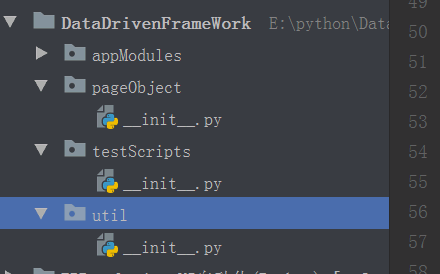 DataDrivenFrameWork E:\python\Data
appModules
pageObject
__init__.py
testScripts
__init__.py
util
__init__.py
50
51
52
53
54
55
56
57
58